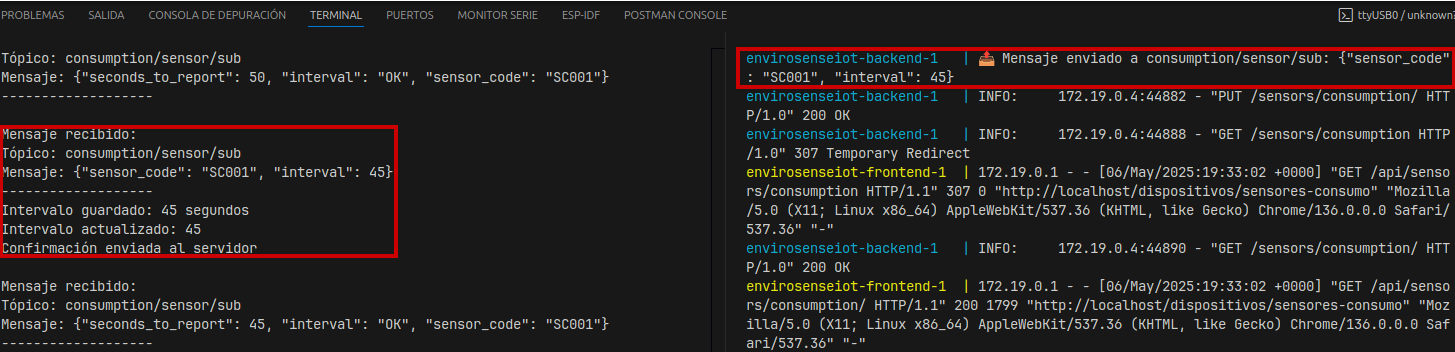 PROBLEMAS SALIDA CONSOLA DE DEPURACIÓN TERMINAL PUERTOS MONITOR SERIE ESP-IDF POSTMAN CONSOLE ttyUSB0 / unknown?
Tópico: consumption/sensor/sub
Mensaje: {"seconds_to_report": 50, "interval": "OK", "sensor_code": "SC001"}
-------------------
Mensaje recibido:
Tópico: consumption/sensor/sub
Mensaje: {"sensor_code": "SC001", "interval": 45}
-------------------
Intervalo guardado: 45 segundos
Intervalo actualizado: 45
Confirmación enviada al servidor
Mensaje recibido:
Tópico: consumption/sensor/sub
Mensaje: {"seconds_to_report": 45, "interval": "OK", "sensor_code": "SC001"}
-------------------
envirosenseiot-backend-1 | 📤 Mensaje enviado a consumption/sensor/sub: {"sensor_code"
: "SC001", "interval": 45}
envirosenseiot-backend-1 | INFO: 172.19.0.4:44882 - "PUT /sensors/consumption/ HTT
P/1.0" 200 OK
envirosenseiot-backend-1 | INFO: 172.19.0.4:44888 - "GET /sensors/consumption HTTP
/1.0" 307 Temporary Redirect
envirosenseiot-frontend-1 | 172.19.0.1 - - [06/May/2025:19:33:02 +0000] "GET /api/senso
rs/consumption HTTP/1.1" 307 0 "http://localhost/dispositivos/sensores-consumo" "Mozilla
/5.0 (X11; Linux x86_64) AppleWebKit/537.36 (KHTML, like Gecko) Chrome/136.0.0.0 Safari/
537.36" "-"
envirosenseiot-backend-1 | INFO: 172.19.0.4:44890 - "GET /sensors/consumption/ HTT
P/1.0" 200 OK
envirosenseiot-frontend-1 | 172.19.0.1 - - [06/May/2025:19:33:02 +0000] "GET /api/senso
rs/consumption/ HTTP/1.1" 200 1799 "http://localhost/dispositivos/sensores-consumo" "Moz
illa/5.0 (X11; Linux x86_64) AppleWebKit/537.36 (KHTML, like Gecko) Chrome/136.0.0.0 Saf
ari/537.36" "-"